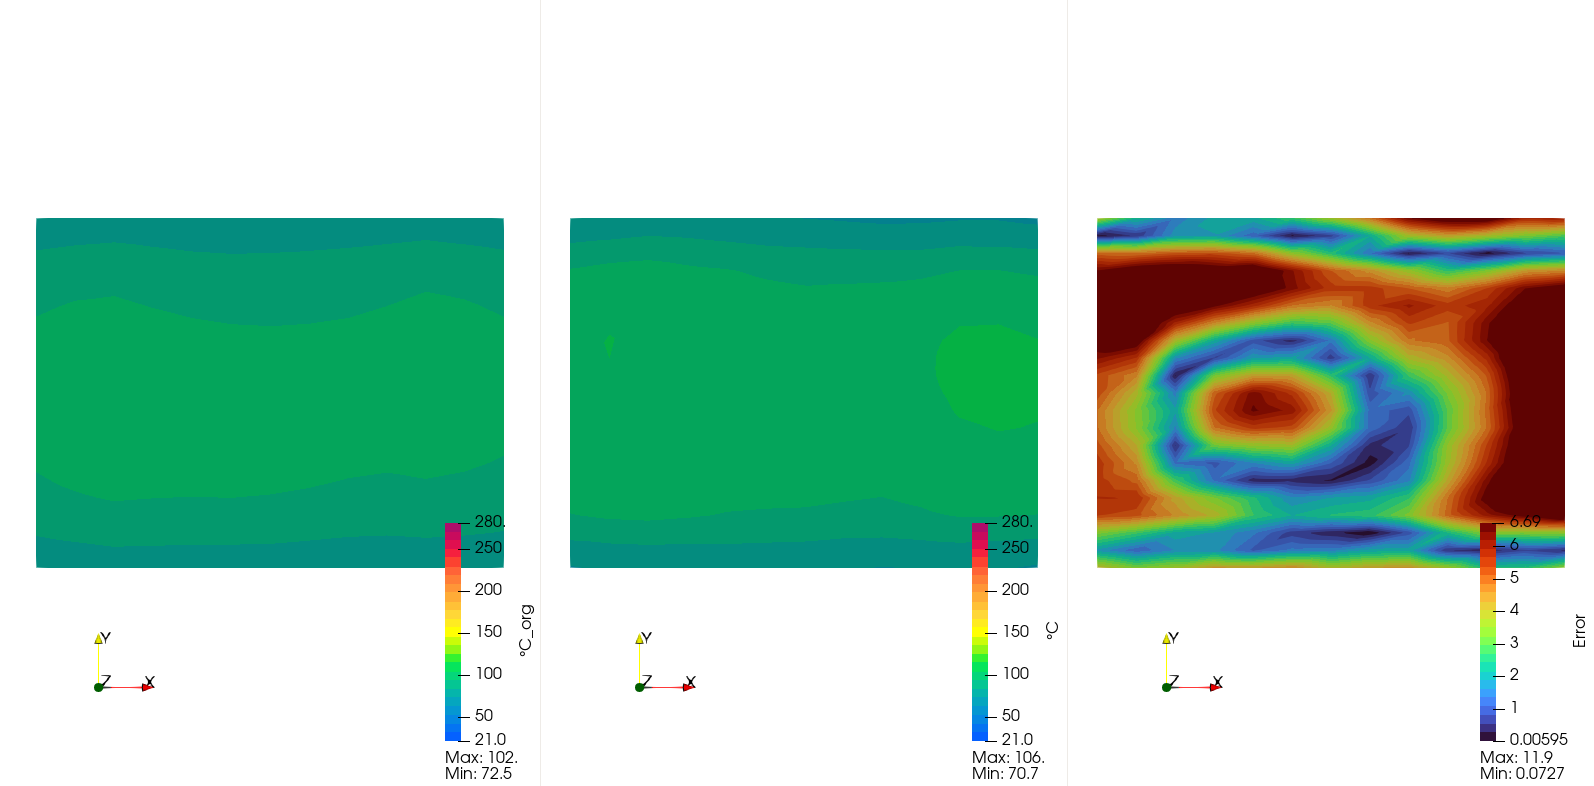 280.
250
200
150
100
50
21.0
°C_org
Max: 102.
Min: 72.5
Y
Z
X
280.
250
200
150
100
50
21.0
°C
Max: 106.
Min: 70.7
Y
Z
X
6.69
6
5
4
3
2
1
0.00595
Error
Max: 11.9
Min: 0.0727
Y
Z
X